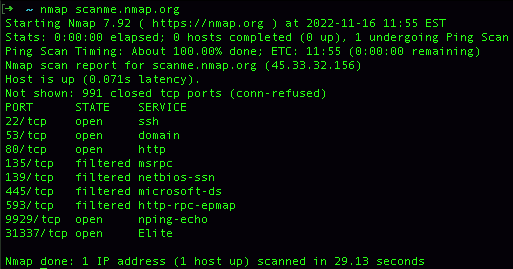 ~ nmap scanme.nmap.org
Starting Nmap 7.92 ( https://nmap.org ) at 2022-11-16 11:55 EST
Stats: 0:00:00 elapsed; 0 hosts completed (0 up), 1 undergoing Ping Scan
Ping Scan Timing: About 100.00% done; ETC: 11:55 (0:00:00 remaining)
Nmap scan report for scanme.nmap.org (45.33.32.156)
Host is up (0.071s latency).
Not shown: 991 closed tcp ports (conn-refused)
PORT STATE SERVICE
22/tcp open ssh
53/tcp open domain
80/tcp open http
135/tcp filtered msrpc
139/tcp filtered netbios-ssn
445/tcp filtered microsoft-ds
593/tcp filtered http-rpc-epmap
9929/tcp open nping-echo
31337/tcp open Elite
Nmap done: 1 IP address (1 host up) scanned in 29.13 seconds